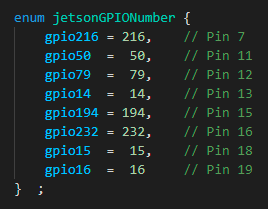 enum jetsonGPIONumber {
    gpio216 = 216,    // Pin 7
    gpio50  =  50,    // Pin 11
    gpio79  =  79,    // Pin 12
    gpio14  =  14,    // Pin 13
    gpio194 = 194,    // Pin 15
    gpio232 = 232,    // Pin 16
    gpio15  =  15,    // Pin 18
    gpio16  =  16     // Pin 19
}  ;